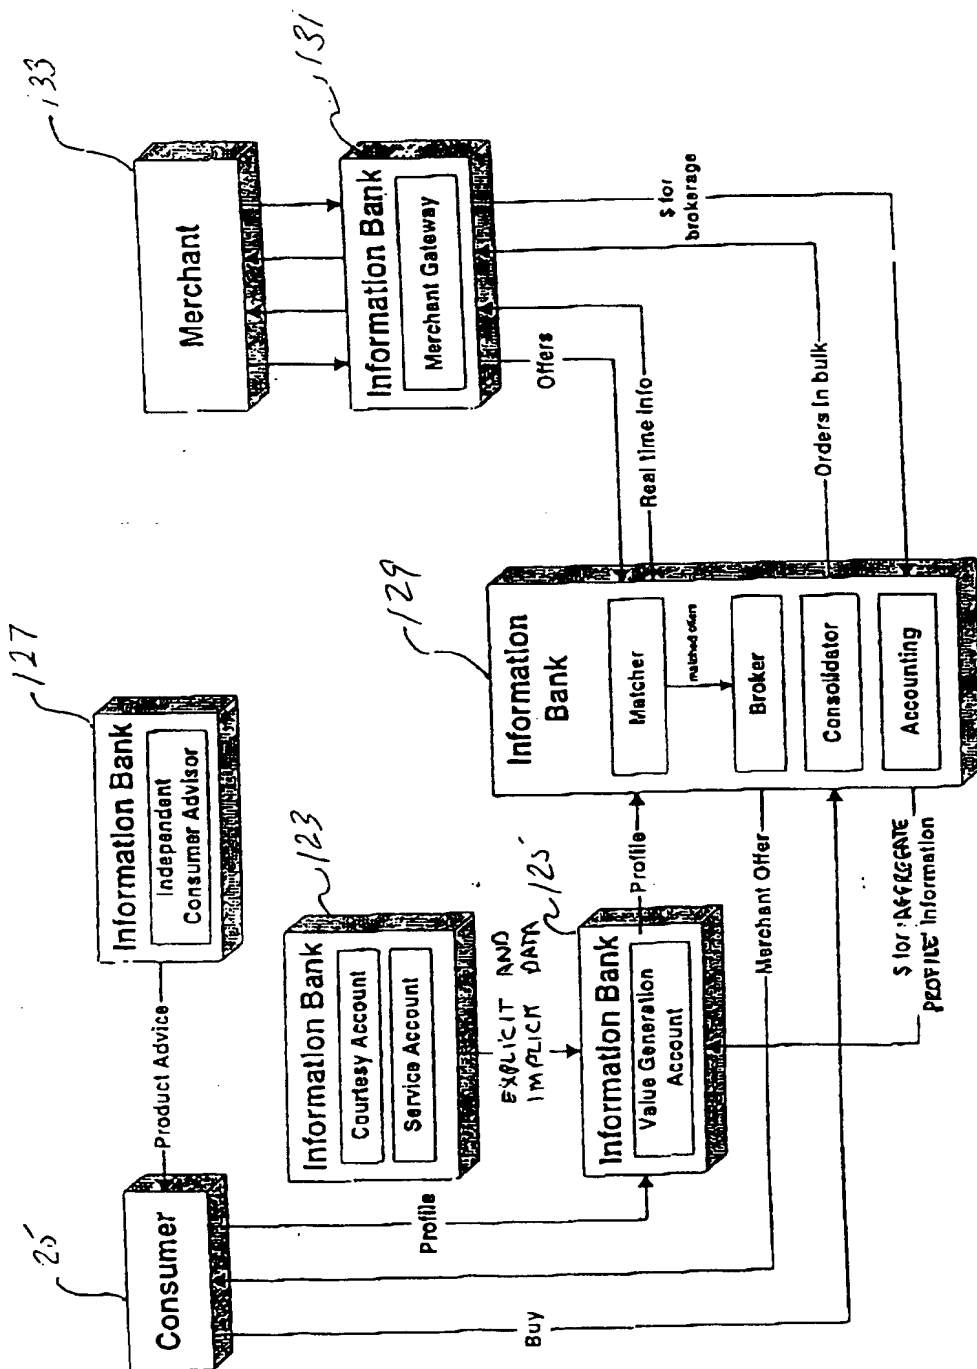 25
Consumer
Product Advice
127
Information Bank
Independent
Consumer Advisor
133
Merchant
131
Information Bank
Merchant Gateway
123
Information Bank
Courtesy Account
Service Account
EXPLICIT AND
IMPLICIT DATA
125
Information Bank
Value Generation
Account
Profile
Profile
129
Information
Bank
Matcher
matched offers
Broker
Consolidator
Accounting
Offers
Real time Info
Orders In bulk
$ for
brokerage
Merchant Offer
Buy
$ for AGGREGATE
PROFILE Information